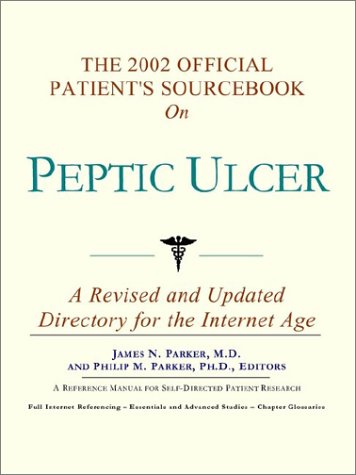 THE 2002 OFFICIAL
PATIENT'S SOURCEBOOK
On
PEPTIC ULCER
A Revised and Updated
Directory for the Internet Age
JAMES N. PARKER, M.D.
AND PHILIP M. PARKER, PH.D., EDITORS
A REFERENCE MANUAL FOR SELF-DIRECTED PATIENT RESEARCH
Full Internet Referencing – Essentials and Advanced Studies – Chapter Glossaries